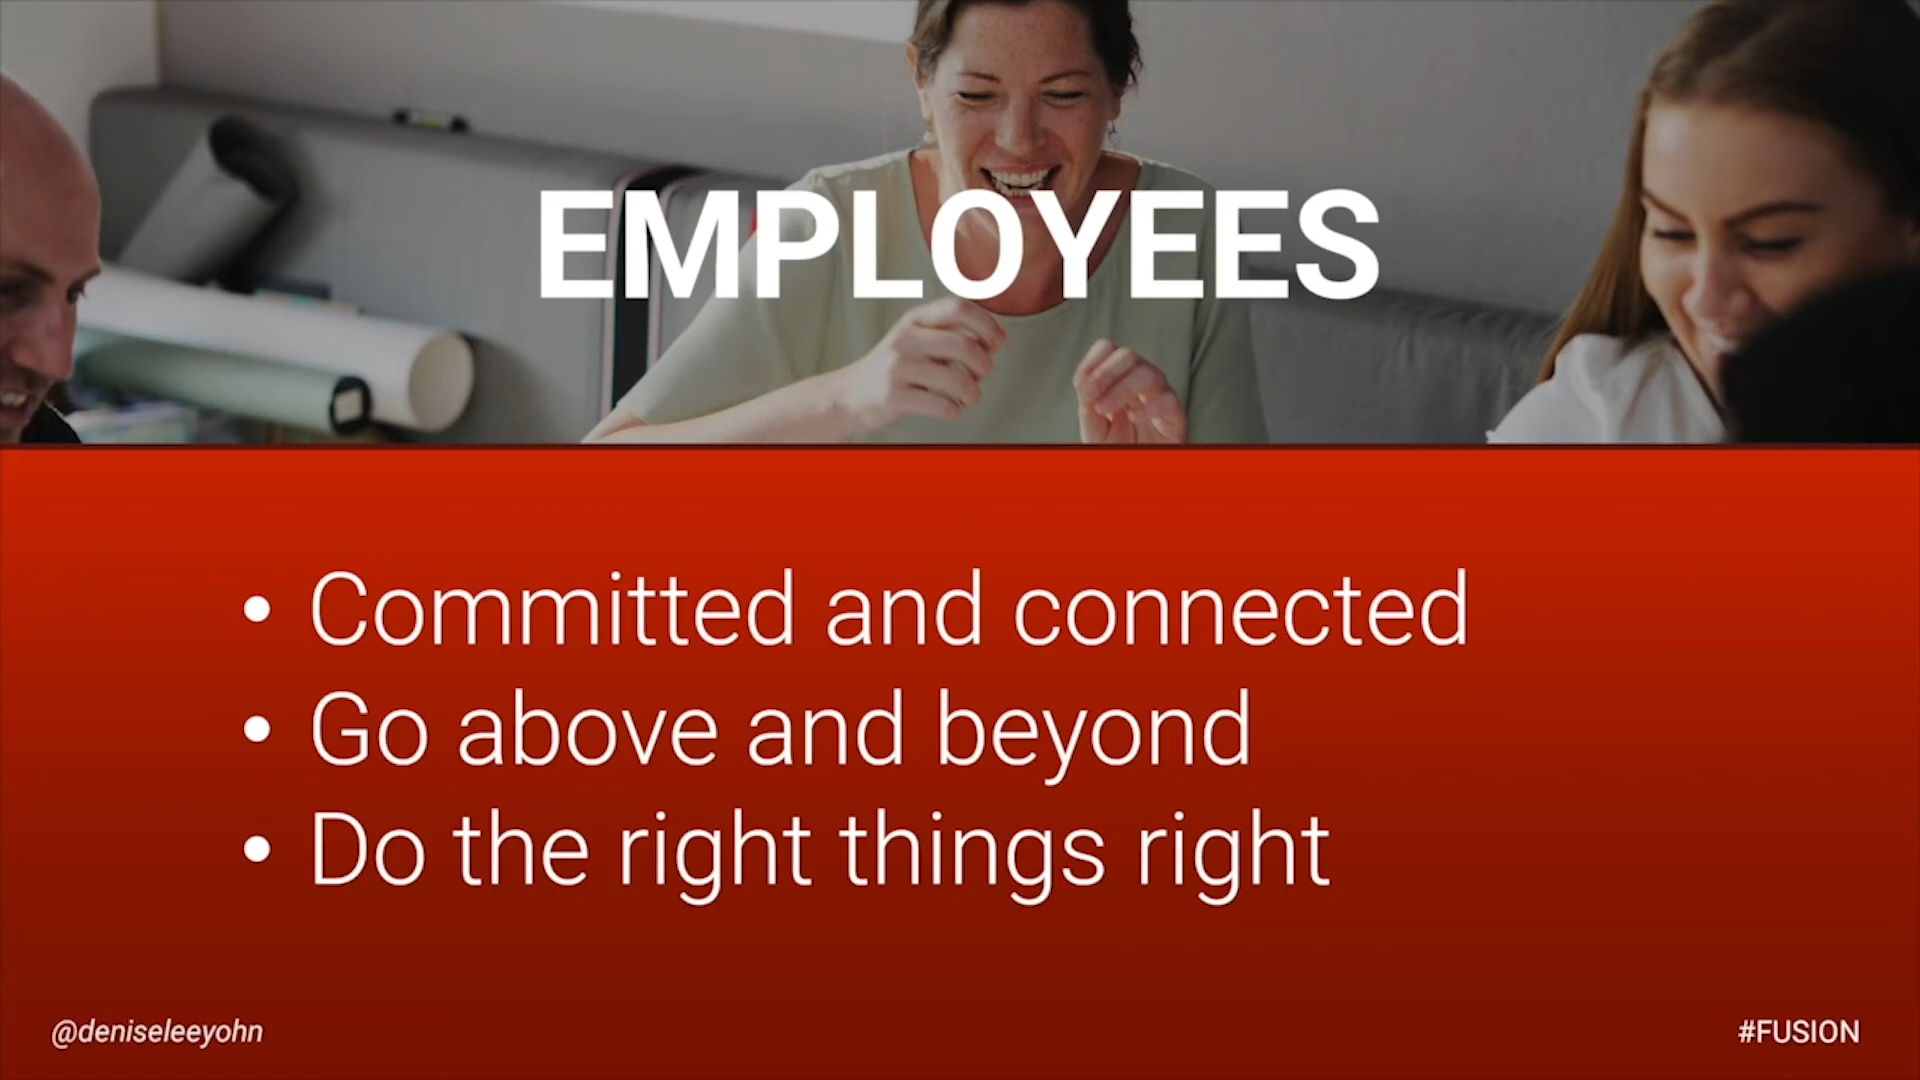 EMPLOYEES
• Committed and connected
• Go above and beyond
• Do the right things right
@deniseleeyohn
#FUSION